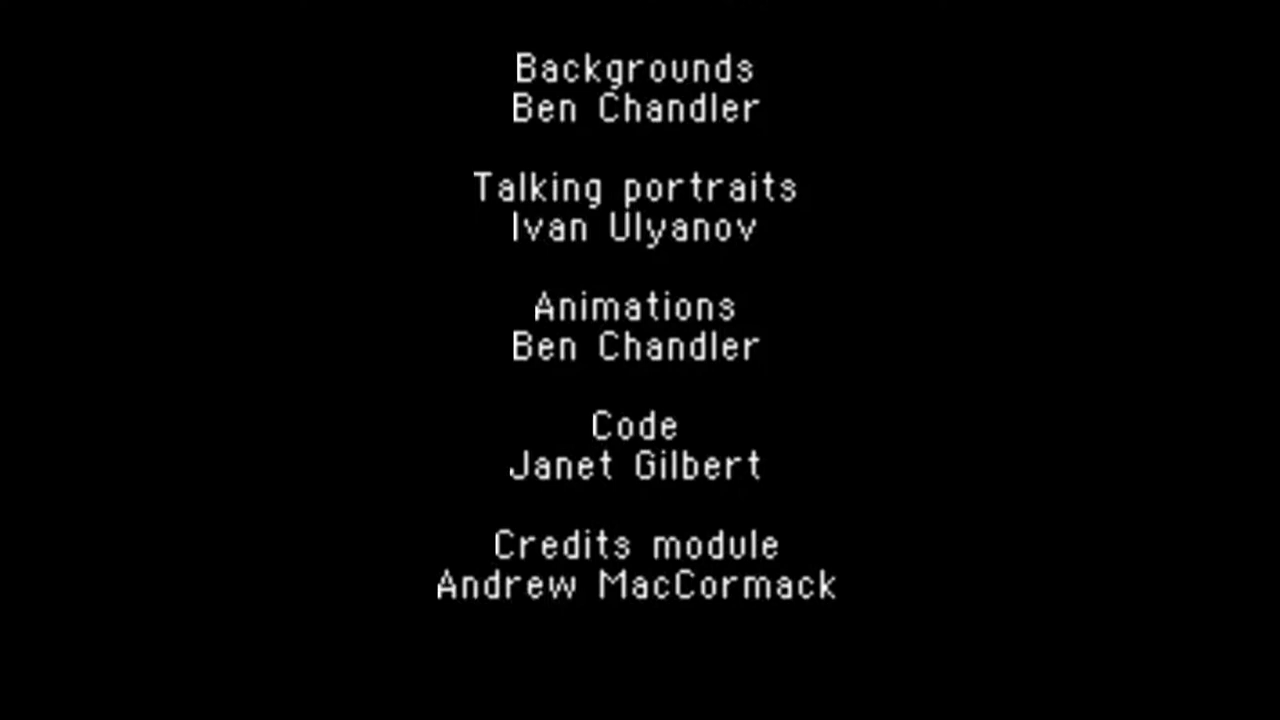 Backgrounds
Ben Chandler
Talking portraits
Ivan Ulyanov
Animations
Ben Chandler
Code
Janet Gilbert
Credits module
Andrew MacCormack